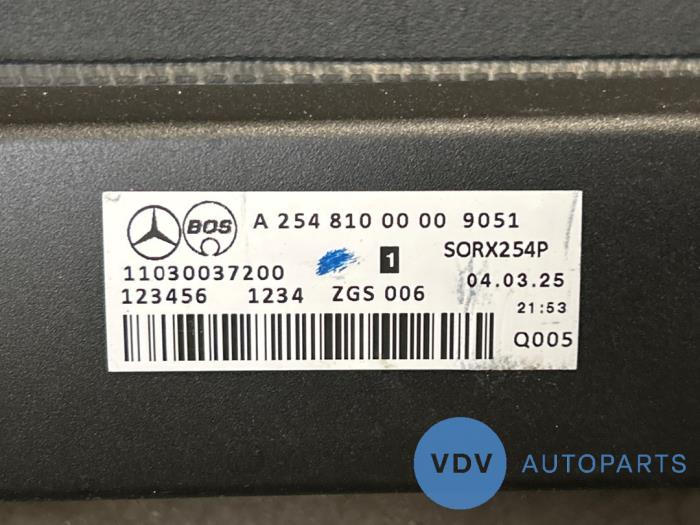 BOS A 254 810 00 00 9051
1 SORX254P
11030037200 04.03.25
123456 1234 ZGS 006
21:53
Q005
VDV AUTOPARTS